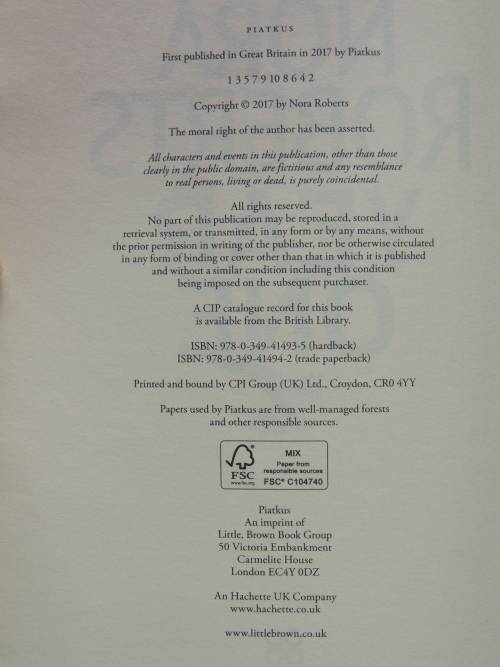 PIATKUS
First published in Great Britain in 2017 by Piatkus
1 3 5 7 9 10 8 6 4 2
Copyright © 2017 by Nora Roberts
The moral right of the author has been asserted.
All characters and events in this publication, other than those
clearly in the public domain, are fictitious and any resemblance
to real persons, living or dead, is purely coincidental.
All rights reserved.
No part of this publication may be reproduced, stored in a
retrieval system, or transmitted, in any form or by any means, without
the prior permission in writing of the publisher, nor be otherwise circulated
in any form of binding or cover other than that in which it is published
and without a similar condition including this condition
being imposed on the subsequent purchaser.
A CIP catalogue record for this book
is available from the British Library.
ISBN: 978-0-349-41493-5 (hardback)
ISBN: 978-0-349-41494-2 (trade paperback)
Printed and bound by CPI Group (UK) Ltd., Croydon, CR0 4YY
Papers used by Piatkus are from well-managed forests
and other responsible sources.
FSC
www.fsc.org
MIX
Paper from
responsible sources
FSC® C104740
Piatkus
An imprint of
Little, Brown Book Group
50 Victoria Embankment
Carmelite House
London EC4Y 0DZ
An Hachette UK Company
www.hachette.co.uk
www.littlebrown.co.uk